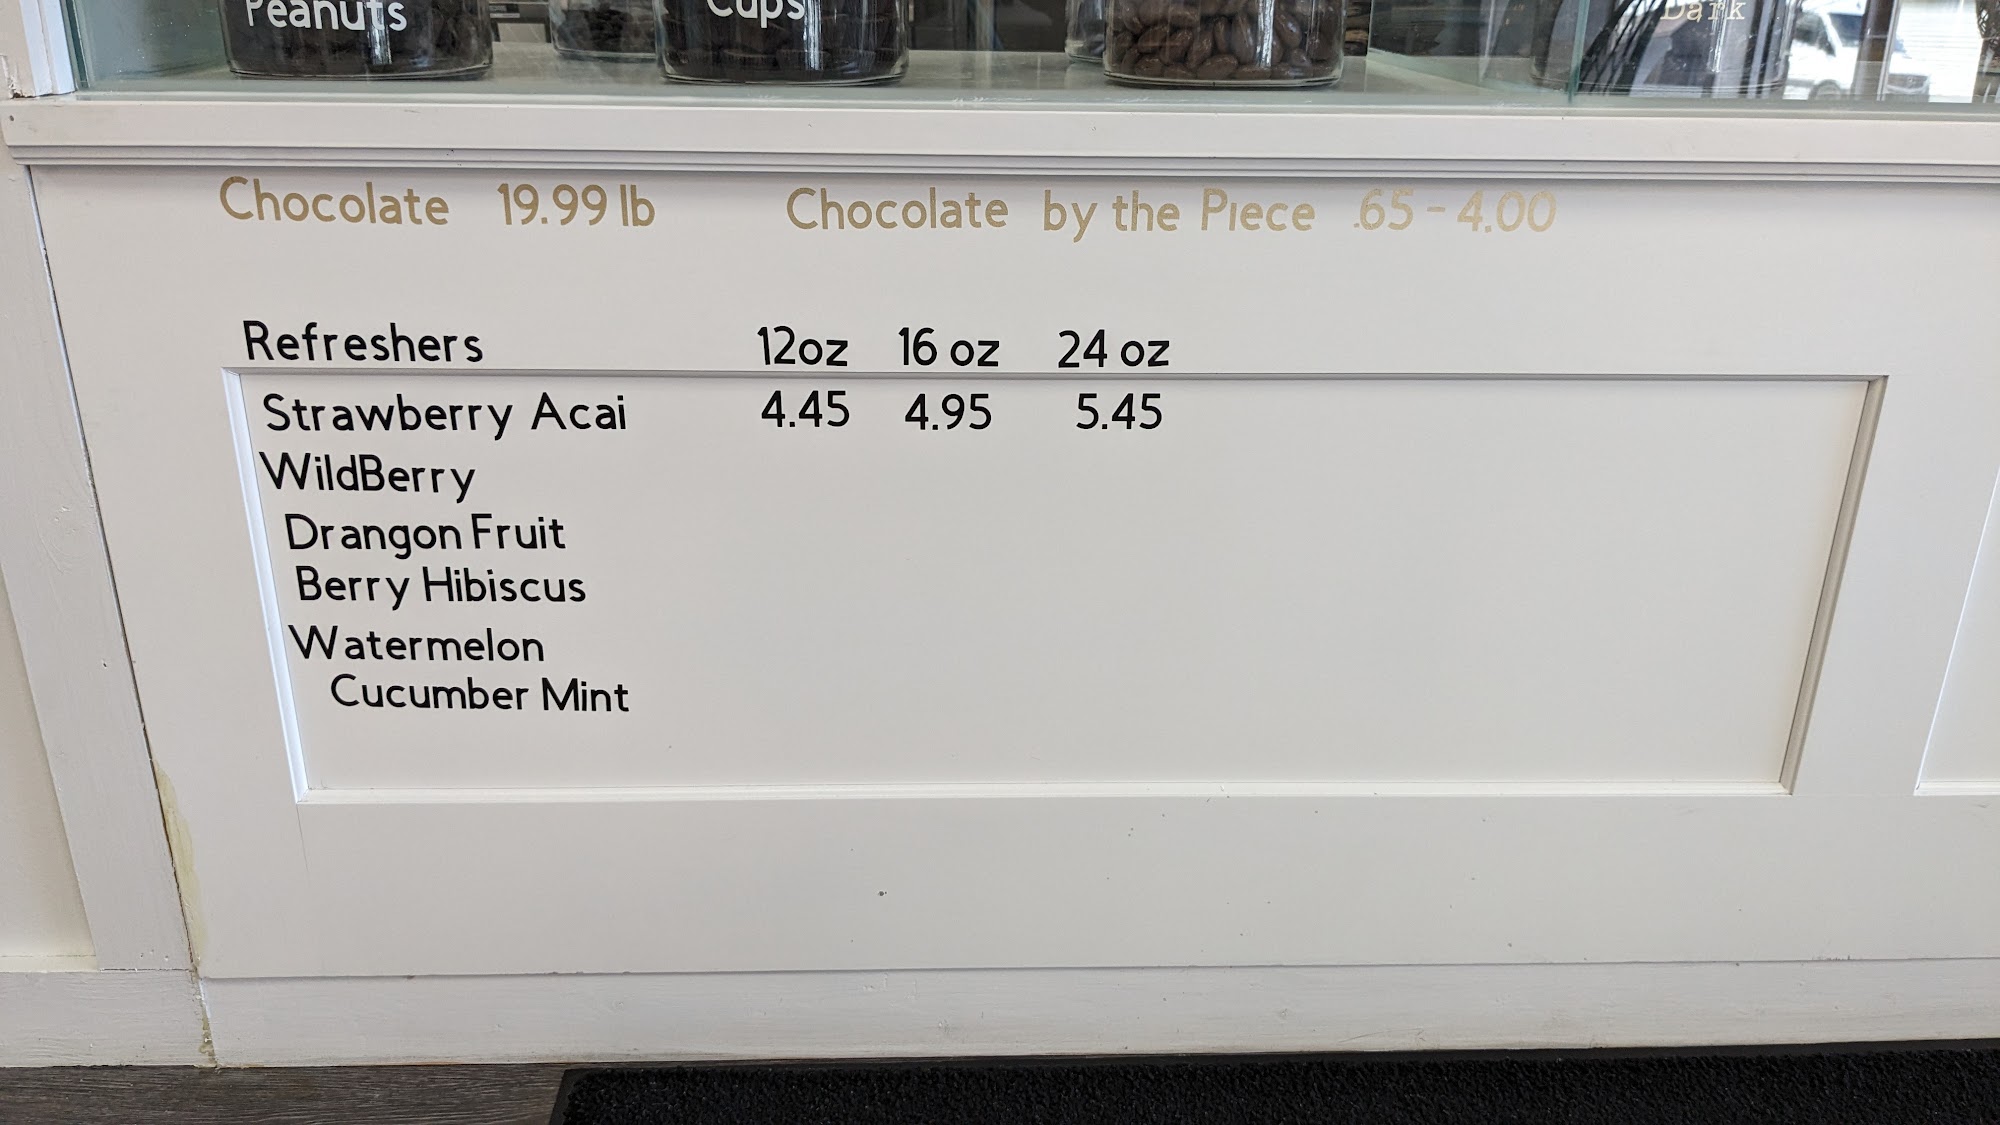 Peanuts
Cups
Dark
Chocolate 19.99 lb Chocolate by the Piece .65 - 4.00
Refreshers 12oz 16 oz 24 oz
Strawberry Acai 4.45 4.95 5.45
WildBerry
Drangon Fruit
Berry Hibiscus
Watermelon
Cucumber Mint